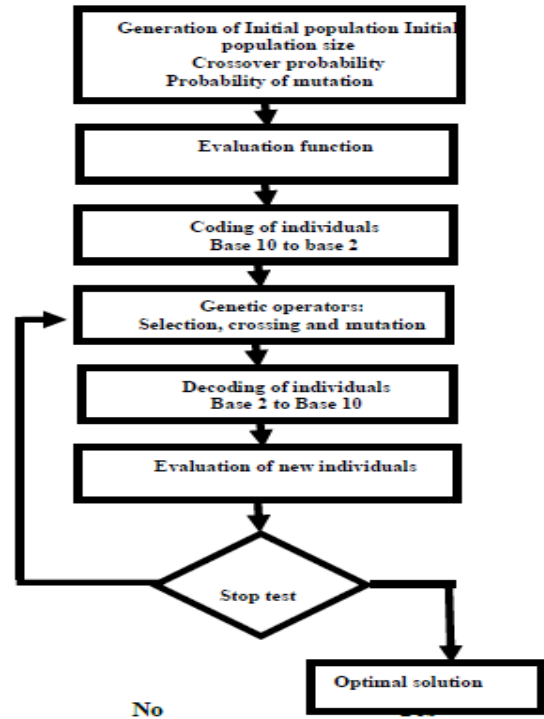 Generation of Initial population Initial
population size
Crossover probability
Probability of mutation
Evaluation function
Coding of individuals
Base 10 to base 2
Genetic operators:
Selection, crossing and mutation
Decoding of individuals
Base 2 to Base 10
Evaluation of new individuals
Stop test
Optimal solution
No